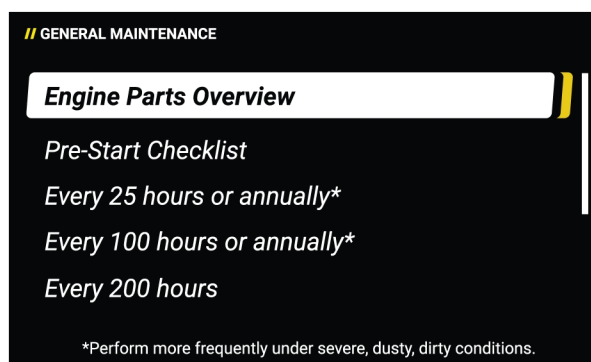 // GENERAL MAINTENANCE
Engine Parts Overview
Pre-Start Checklist
Every 25 hours or annually*
Every 100 hours or annually*
Every 200 hours
*Perform more frequently under severe, dusty, dirty conditions.